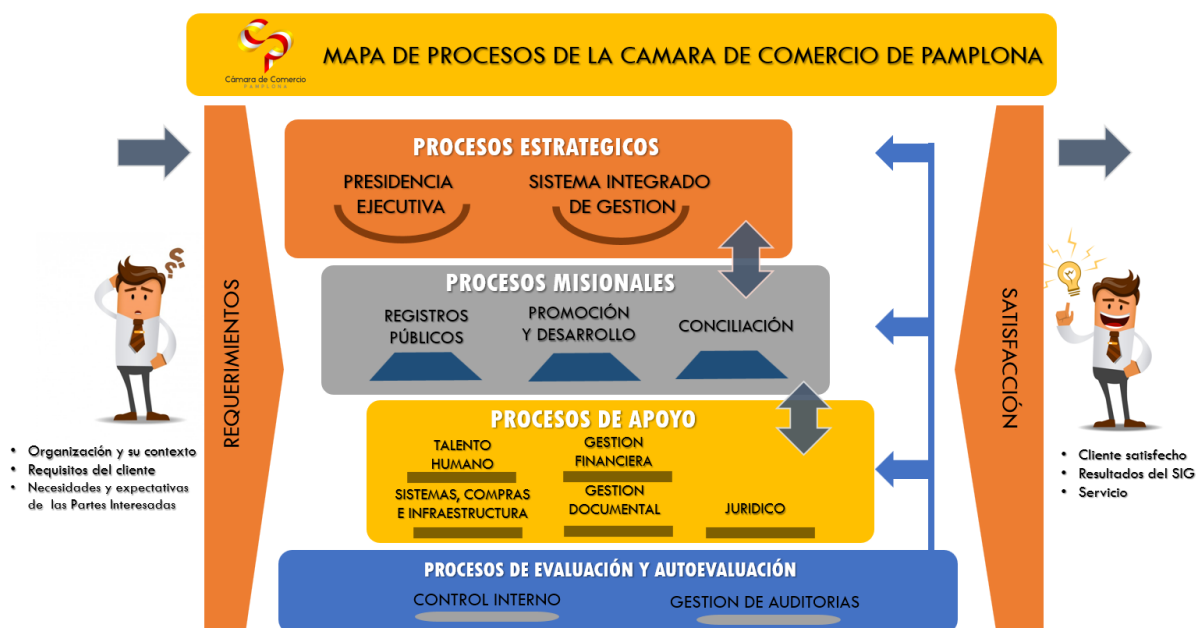 Cámara de Comercio
PAMPLONA
MAPA DE PROCESOS DE LA CAMARA DE COMERCIO DE PAMPLONA
REQUERIMIENTOS
• Organización y su contexto
• Requisitos del cliente
• Necesidades y expectativas
de las Partes Interesadas
PROCESOS ESTRATEGICOS
PRESIDENCIA
EJECUTIVA
SISTEMA INTEGRADO
DE GESTION
PROCESOS MISIONALES
REGISTROS
PÚBLICOS
PROMOCIÓN
Y DESARROLLO
CONCILIACIÓN
PROCESOS DE APOYO
TALENTO
HUMANO
GESTION
FINANCIERA
SISTEMAS, COMPRAS
E INFRAESTRUCTURA
GESTION
DOCUMENTAL
JURIDICO
PROCESOS DE EVALUACIÓN Y AUTOEVALUACIÓN
CONTROL INTERNO
GESTION DE AUDITORIAS
SATISFACCIÓN
• Cliente satisfecho
• Resultados del SIG
• Servicio